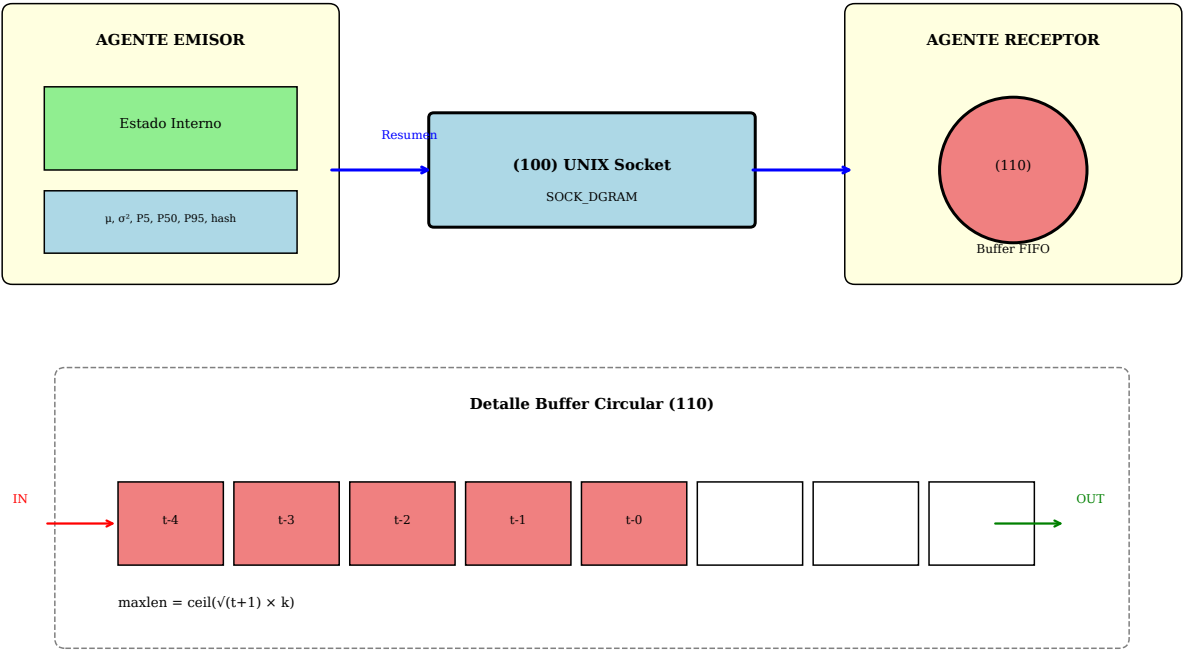 AGENTE EMISOR
Estado Interno
μ, σ², P5, P50, P95, hash
Resumen
(100) UNIX Socket
SOCK_DGRAM
AGENTE RECEPTOR
(110)
Buffer FIFO
Detalle Buffer Circular (110)
IN
t-4
t-3
t-2
t-1
t-0
OUT
maxlen = ceil(√(t+1) × k)